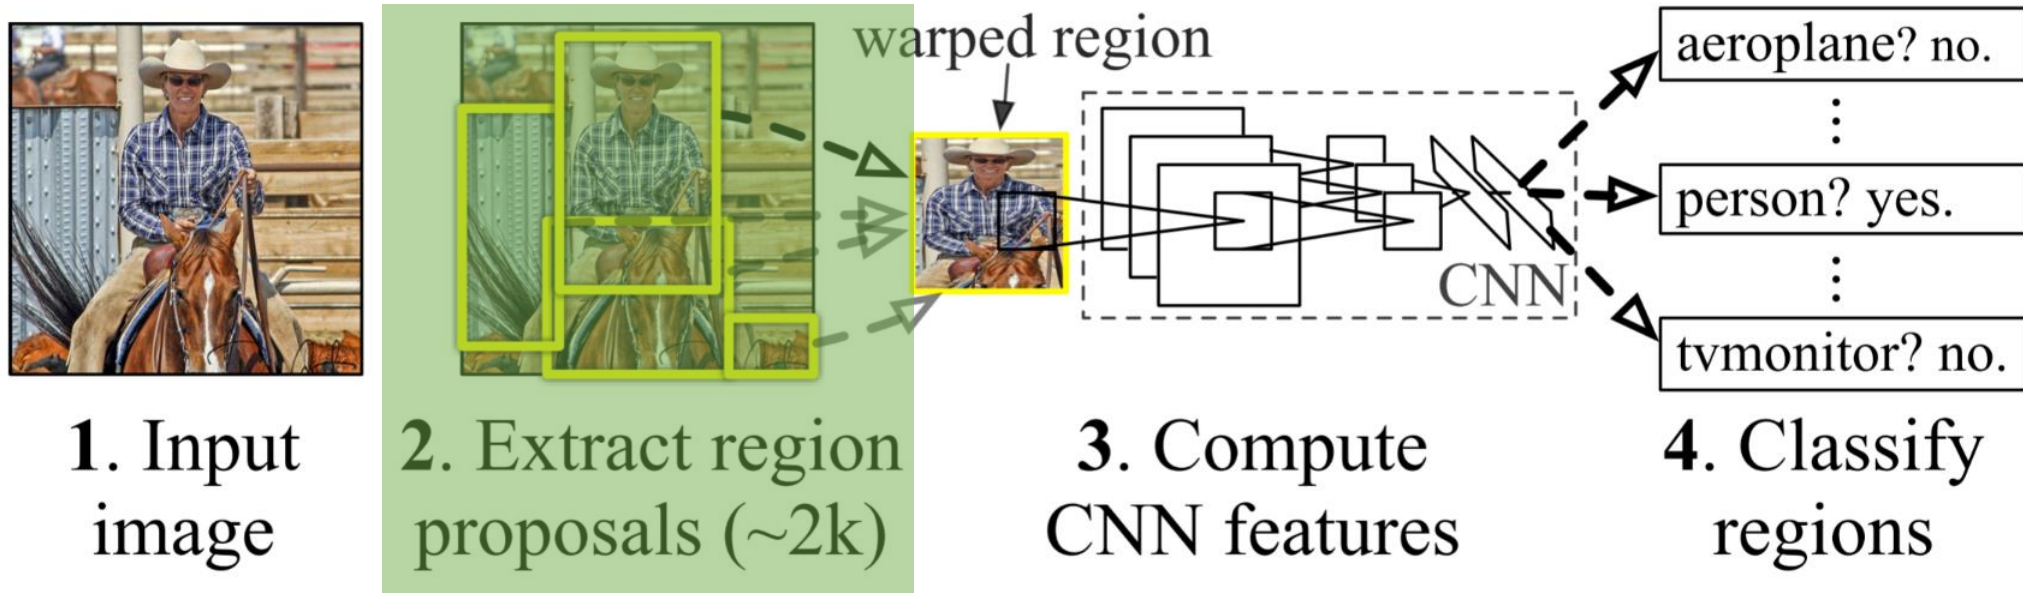 warped region
aeroplane? no.
person? yes.
CNN
tvmonitor? no.
1. Input
image
2. Extract region
proposals (~2k)
3. Compute
CNN features
4. Classify
regions